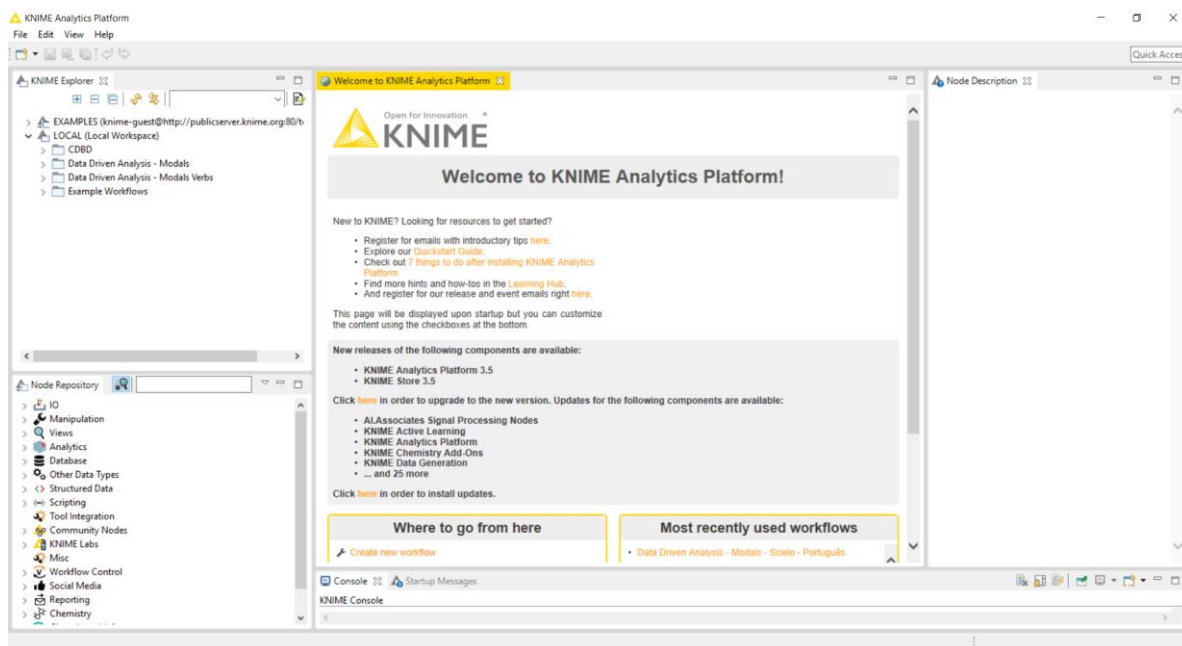 KNIME Analytics Platform
File Edit View Help
Quick Acces
KNIME Explorer
EXAMPLES (knime-guest@http://publicserver.knime.org:80/t
LOCAL (Local Workspace)
CDBD
Data Driven Analysis - Modals
Data Driven Analysis - Modals Verbs
Example Workflows
Node Repository
IO
Manipulation
Views
Analytics
Database
Other Data Types
Structured Data
Scripting
Tool Integration
Community Nodes
KNIME Labs
Misc
Workflow Control
Social Media
Reporting
Chemistry
Welcome to KNIME Analytics Platform
Open for Innovation
KNIME
Welcome to KNIME Analytics Platform!
New to KNIME? Looking for resources to get started?
• Register for emails with introductory tips here.
• Explore our Quickstart Guide.
• Check out 7 things to do after installing KNIME Analytics
Platform
• Find more hints and how-tos in the Learning Hub.
• And register for our release and event emails right here.
This page will be displayed upon startup but you can customize
the content using the checkboxes at the bottom.
New releases of the following components are available:
• KNIME Analytics Platform 3.5
• KNIME Store 3.5
Click here in order to upgrade to the new version. Updates for the following components are available:
• AI.Associates Signal Processing Nodes
• KNIME Active Learning
• KNIME Analytics Platform
• KNIME Chemistry Add-Ons
• KNIME Data Generation
• ... and 25 more
Click here in order to install updates.
Where to go from here
Create new workflow
Most recently used workflows
• Data Driven Analysis - Modals - Scielo - Português
Console Startup Messages
KNIME Console
Node Description